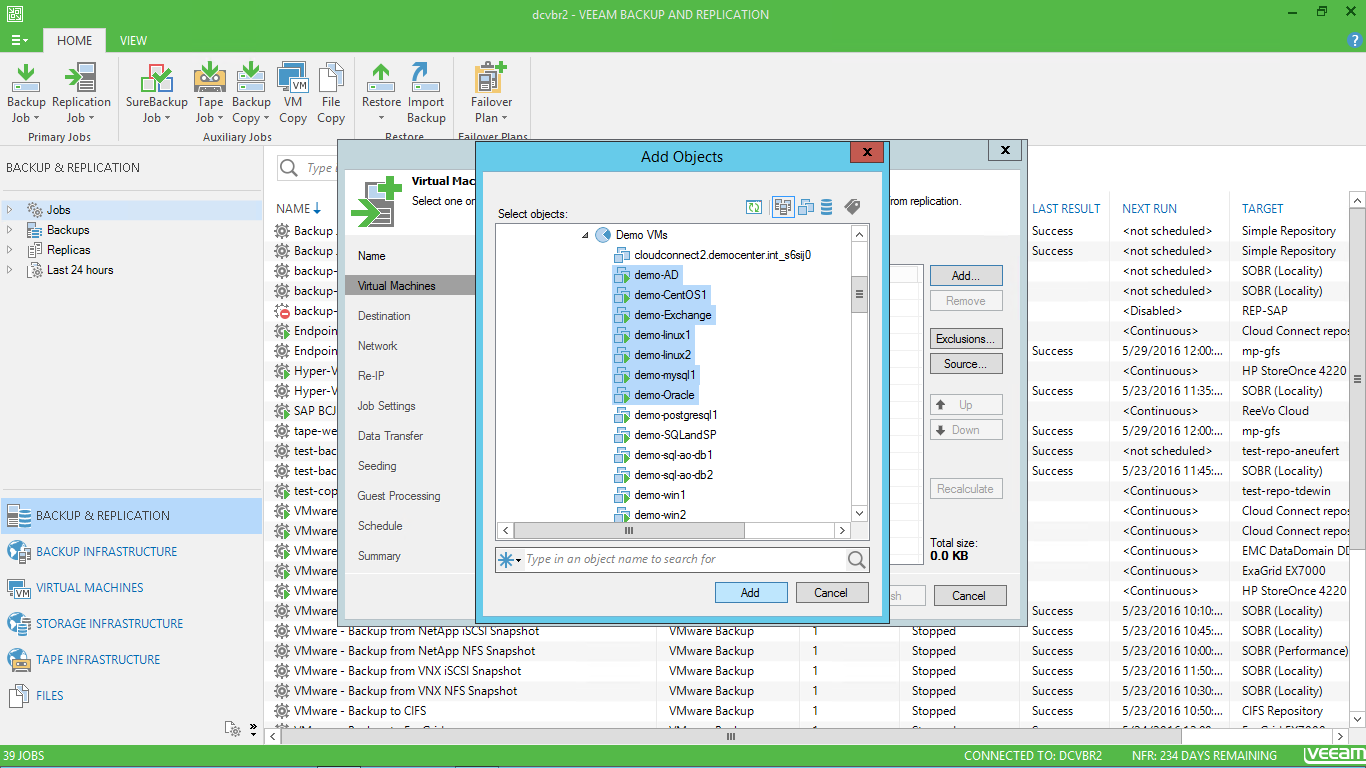 dcvbr2 - VEEAM BACKUP AND REPLICATION
HOME VIEW
Backup Job
Replication Job
SureBackup Job
Tape Job
Backup Copy
VM Copy
File Copy
Restore
Import Backup
Failover Plan
Primary Jobs
Auxiliary Jobs
Restore
Failover Plans
BACKUP & REPLICATION
Jobs
Backups
Replicas
Last 24 hours
BACKUP & REPLICATION
BACKUP INFRASTRUCTURE
VIRTUAL MACHINES
STORAGE INFRASTRUCTURE
TAPE INFRASTRUCTURE
FILES
Type
NAME
Backup
Backup
backup-
backup-
backup-
Endpoin
Endpoin
Hyper-V
Hyper-V
SAP BCJ
tape-we
test-bac
test-bac
test-cop
VMware
VMware
VMware
VMware
VMware
VMware
VMware - Backup from NetApp iSCSI Snapshot VMware Backup 1 Stopped
VMware - Backup from NetApp NFS Snapshot VMware Backup 1 Stopped
VMware - Backup from VNX iSCSI Snapshot VMware Backup 1 Stopped
VMware - Backup from VNX NFS Snapshot VMware Backup 1 Stopped
VMware - Backup to CIFS VMware Backup 1 Stopped
Virtual Mac
Select one or
rom replication.
Name
Virtual Machines
Destination
Network
Re-IP
Job Settings
Data Transfer
Seeding
Guest Processing
Schedule
Summary
Add Objects
x
Select objects:
Demo VMs
cloudconnect2.democenter.int_s6sij0
demo-AD
demo-CentOS1
demo-Exchange
demo-linux1
demo-linux2
demo-mysql1
demo-Oracle
demo-postgresql1
demo-SQLandSP
demo-sql-ao-db1
demo-sql-ao-db2
demo-win1
demo-win2
Type in an object name to search for
Add Cancel
x
Add...
Remove
Exclusions...
Source...
Up
Down
Recalculate
Total size:
0.0 KB
sh Cancel
LAST RESULT NEXT RUN TARGET
Success <not scheduled> Simple Repository
Success <not scheduled> Simple Repository
<not scheduled> SOBR (Locality)
<not scheduled> SOBR (Locality)
<Disabled> REP-SAP
<Continuous> Cloud Connect repos
Success 5/29/2016 12:00:... mp-gfs
<Continuous> HP StoreOnce 4220
Success 5/23/2016 11:35:... SOBR (Locality)
<Continuous> ReeVo Cloud
Success 5/29/2016 12:00:... mp-gfs
Success <not scheduled> test-repo-aneufert
Success 5/23/2016 11:45:... SOBR (Locality)
<Continuous> test-repo-tdewin
<Continuous> Cloud Connect repos
<Continuous> Cloud Connect repos
<Continuous> EMC DataDomain DD
<Continuous> ExaGrid EX7000
<Continuous> HP StoreOnce 4220
Success 5/23/2016 10:10:... SOBR (Locality)
Success 5/23/2016 10:45:... SOBR (Locality)
Success 5/23/2016 10:00:... SOBR (Performance)
Success 5/23/2016 11:50:... SOBR (Locality)
Success 5/23/2016 10:30:... SOBR (Locality)
Success 5/23/2016 10:50:... CIFS Repository
39 JOBS
CONNECTED TO: DCVBR2 NFR: 234 DAYS REMAINING veeam